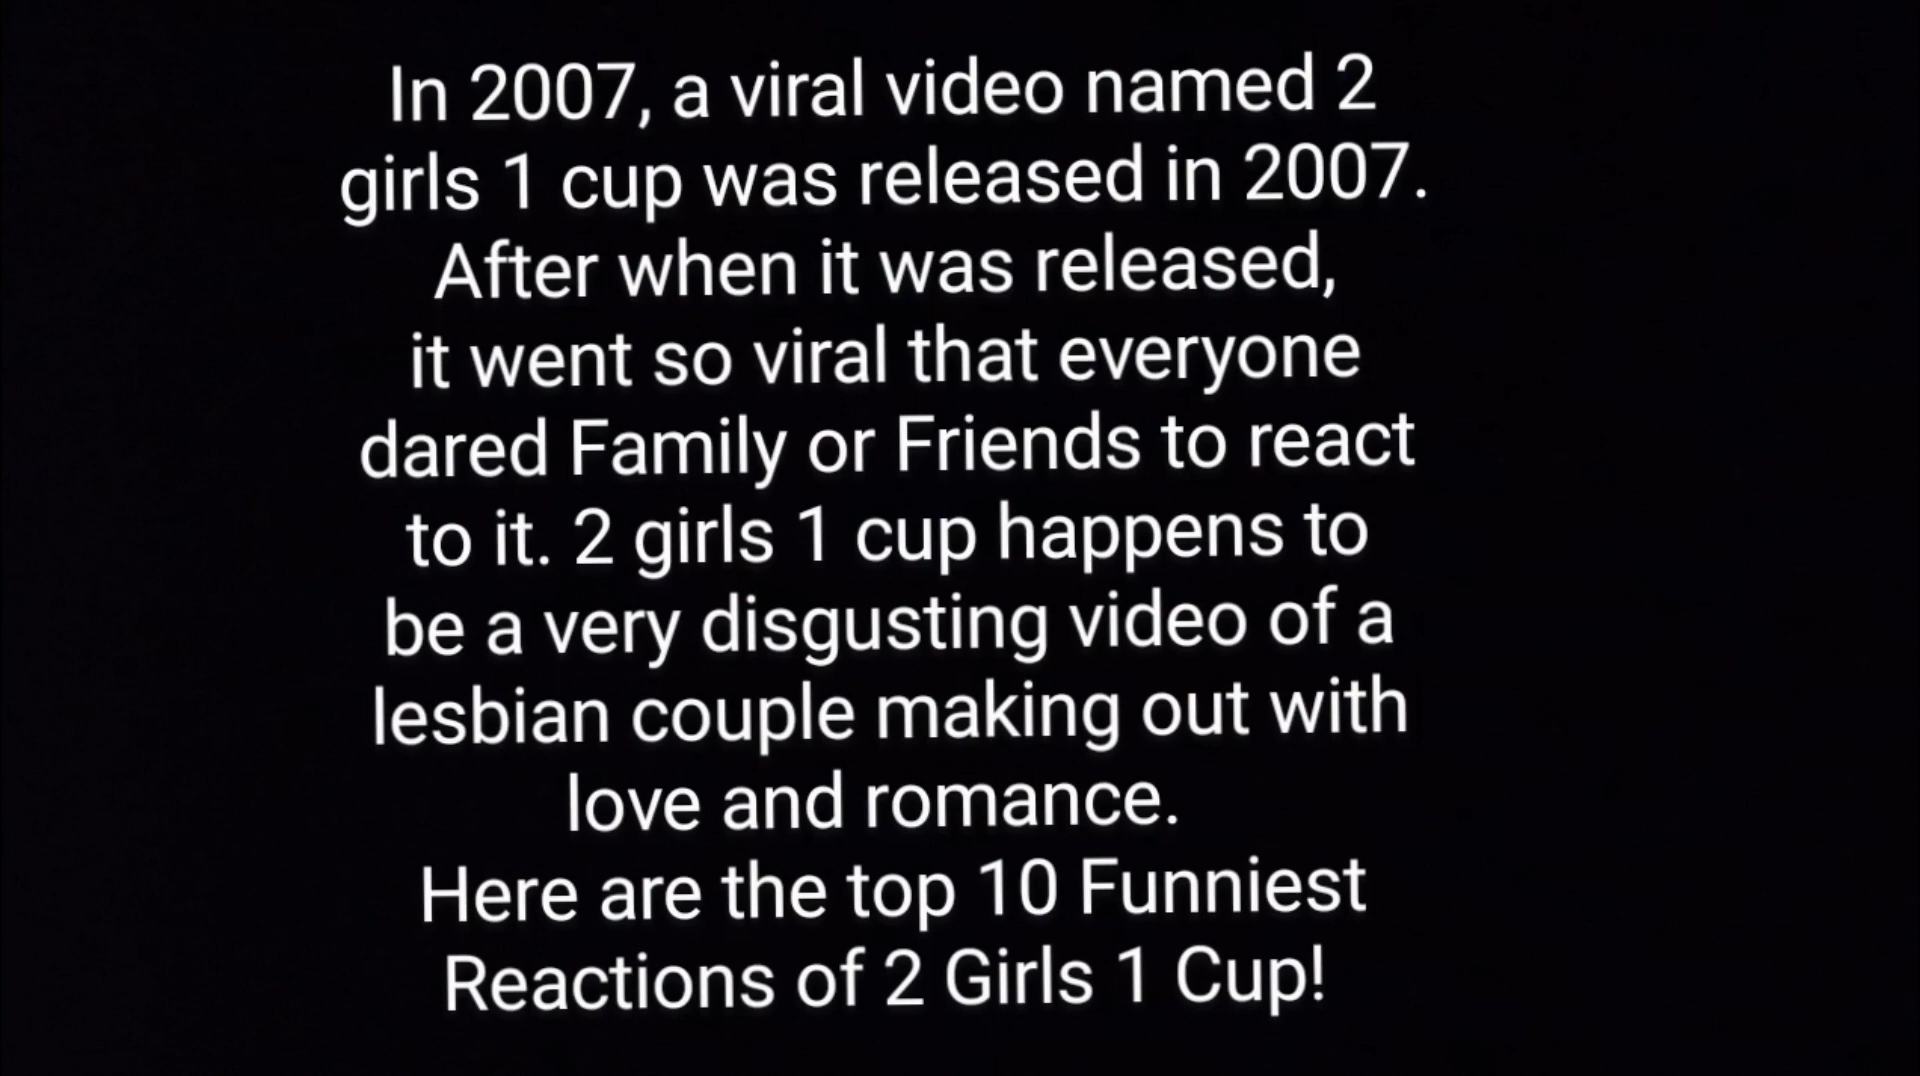 In 2007, a viral video named 2
girls 1 cup was released in 2007.
After when it was released,
it went so viral that everyone
dared Family or Friends to react
to it. 2 girls 1 cup happens to
be a very disgusting video of a
lesbian couple making out with
love and romance.
Here are the top 10 Funniest
Reactions of 2 Girls 1 Cup!